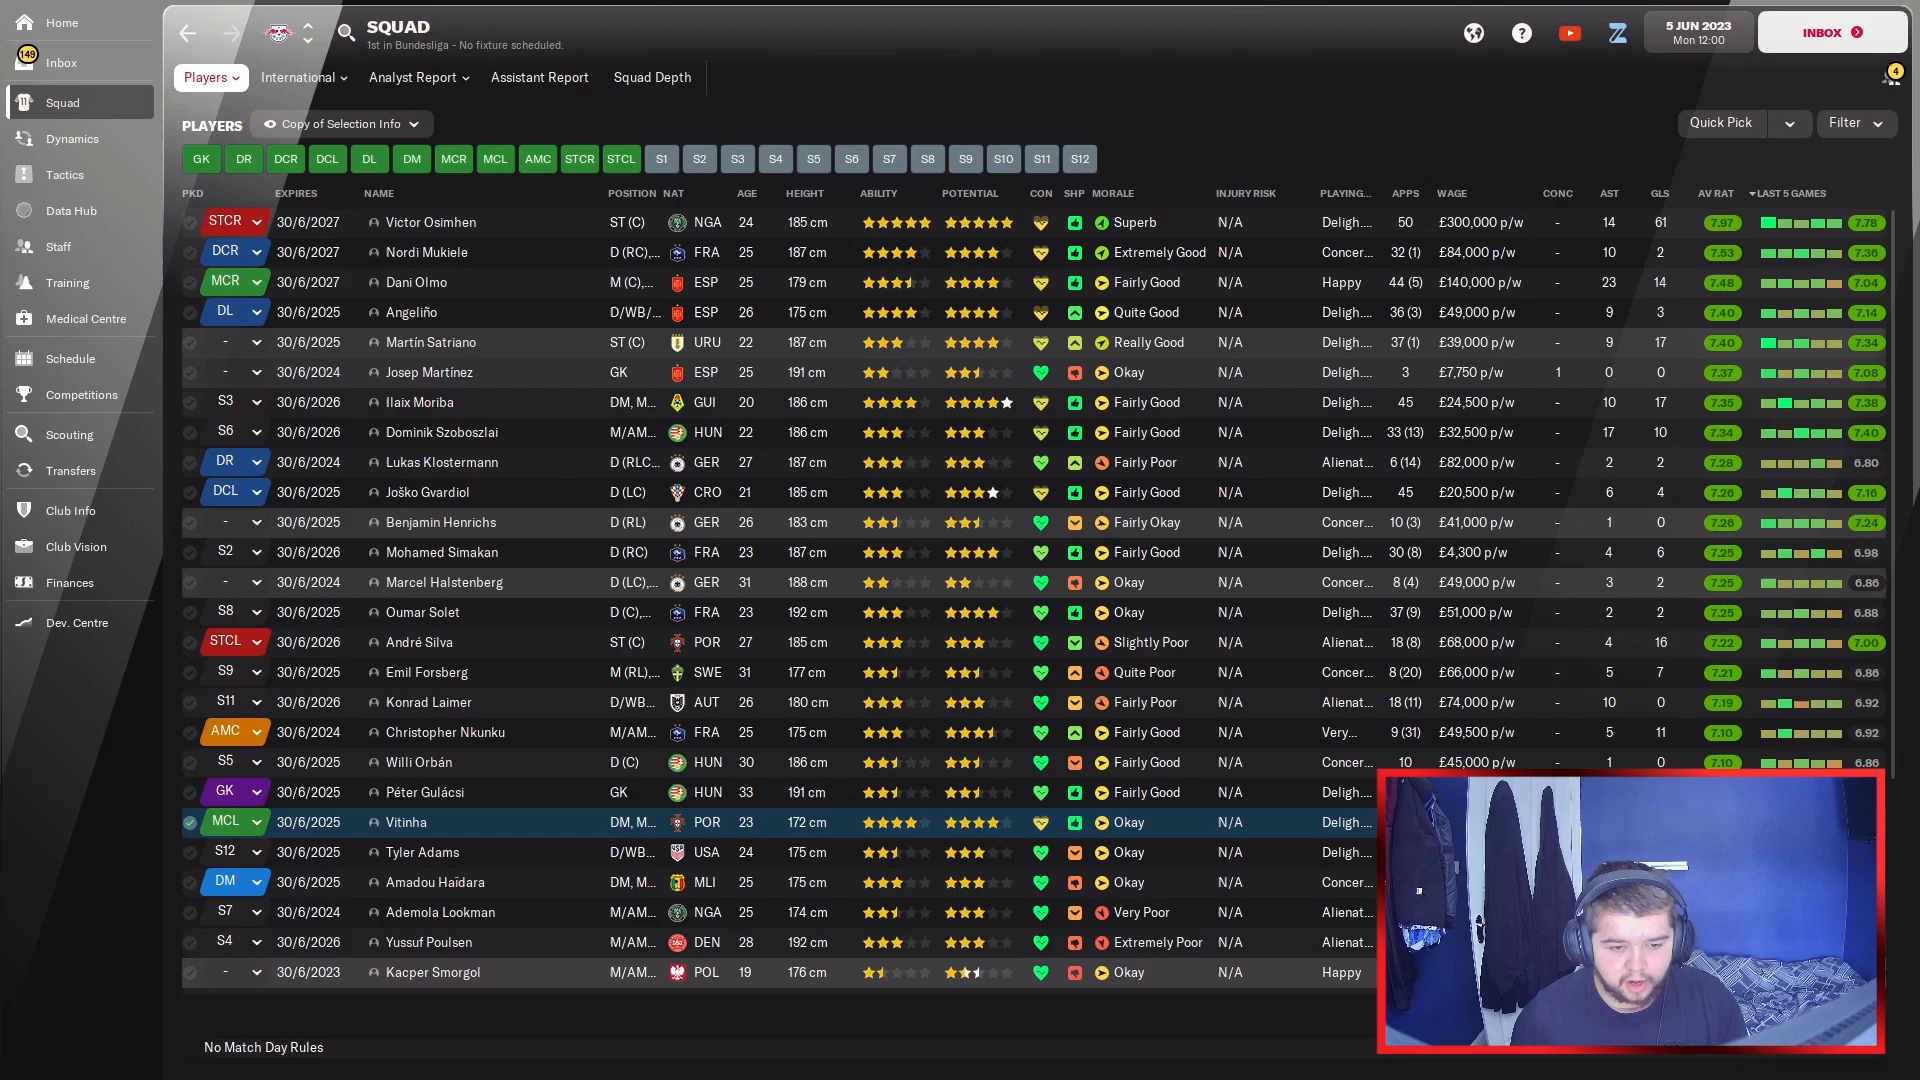 Home
149
Inbox
Squad
Dynamics
Tactics
Data Hub
Staff
Training
Medical Centre
Schedule
Competitions
Scouting
Transfers
Club Info
Club Vision
Finances
Dev. Centre
SQUAD
1st in Bundesliga - No fixture scheduled.
5 JUN 2023
Mon 12:00
INBOX
4
Players International Analyst Report Assistant Report Squad Depth
PLAYERS Copy of Selection Info Quick Pick Filter
GK DR DCR DCL DL DM MCR MCL AMC STCR STCL S1 S2 S3 S4 S5 S6 S7 S8 S9 S10 S11 S12
PKD EXPIRES NAME POSITION NAT AGE HEIGHT ABILITY POTENTIAL CON SHP MORALE INJURY RISK PLAYING... APPS WAGE CONC AST GLS AV RAT LAST 5 GAMES
STCR 30/6/2027 Victor Osimhen ST (C) NGA 24 185 cm Superb N/A Deligh.... 50 £300,000 p/w - 14 61 7.97 7.78
DCR 30/6/2027 Nordi Mukiele D (RC),... FRA 25 187 cm Extremely Good N/A Concer... 32 (1) £84,000 p/w - 10 2 7.53 7.36
MCR 30/6/2027 Dani Olmo M (C),... ESP 25 179 cm Fairly Good N/A Happy 44 (5) £140,000 p/w - 23 14 7.48 7.04
DL 30/6/2025 Angeliño D/WB/... ESP 26 175 cm Quite Good N/A Deligh.... 36 (3) £49,000 p/w - 9 3 7.40 7.14
- 30/6/2025 Martín Satriano ST (C) URU 22 187 cm Really Good N/A Deligh.... 37 (1) £39,000 p/w - 9 17 7.40 7.34
- 30/6/2024 Josep Martínez GK ESP 25 191 cm Okay N/A Deligh.... 3 £7,750 p/w 1 0 0 7.37 7.08
S3 30/6/2026 Ilaix Moriba DM, M... GUI 20 186 cm Fairly Good N/A Deligh.... 45 £24,500 p/w - 10 17 7.35 7.38
S6 30/6/2026 Dominik Szoboszlai M/AM... HUN 22 186 cm Fairly Good N/A Deligh.... 33 (13) £32,500 p/w - 17 10 7.34 7.40
DR 30/6/2024 Lukas Klostermann D (RLC... GER 27 187 cm Fairly Poor N/A Alienat... 6 (14) £82,000 p/w - 2 2 7.28 6.80
DCL 30/6/2025 Joško Gvardiol D (LC) CRO 21 185 cm Fairly Good N/A Deligh.... 45 £20,500 p/w - 6 4 7.26 7.16
- 30/6/2025 Benjamin Henrichs D (RL) GER 26 183 cm Fairly Okay N/A Concer... 10 (3) £41,000 p/w - 1 0 7.26 7.24
S2 30/6/2026 Mohamed Simakan D (RC) FRA 23 187 cm Fairly Good N/A Deligh.... 30 (8) £4,300 p/w - 4 6 7.25 6.98
- 30/6/2024 Marcel Halstenberg D (LC),... GER 31 188 cm Okay N/A Concer... 8 (4) £49,000 p/w - 3 2 7.25 6.86
S8 30/6/2025 Oumar Solet D (C),... FRA 23 192 cm Okay N/A Deligh.... 37 (9) £51,000 p/w - 2 2 7.25 6.88
STCL 30/6/2026 André Silva ST (C) POR 27 185 cm Slightly Poor N/A Alienat... 18 (8) £68,000 p/w - 4 16 7.22 7.00
S9 30/6/2025 Emil Forsberg M (RL),... SWE 31 177 cm Quite Poor N/A Concer... 8 (20) £66,000 p/w - 5 7 7.21 6.86
S11 30/6/2026 Konrad Laimer D/WB... AUT 26 180 cm Fairly Poor N/A Alienat... 18 (11) £74,000 p/w - 10 0 7.19 6.92
AMC 30/6/2024 Christopher Nkunku M/AM... FRA 25 175 cm Fairly Good N/A Very... 9 (31) £49,500 p/w - 5 11 7.10 6.92
S5 30/6/2025 Willi Orbán D (C) HUN 30 186 cm Fairly Good N/A Concer... 10 £45,000 p/w - 1 0 7.10 6.86
GK 30/6/2025 Péter Gulácsi GK HUN 33 191 cm Fairly Good N/A Deligh....
MCL 30/6/2025 Vitinha DM, M... POR 23 172 cm Okay N/A Deligh....
S12 30/6/2025 Tyler Adams D/WB... USA 24 175 cm Okay N/A Deligh....
DM 30/6/2025 Amadou Haïdara DM, M... MLI 25 175 cm Okay N/A Concer...
S7 30/6/2024 Ademola Lookman M/AM... NGA 25 174 cm Very Poor N/A Alienat...
S4 30/6/2026 Yussuf Poulsen M/AM... DEN 28 192 cm Extremely Poor N/A Alienat...
- 30/6/2023 Kacper Smorgol M/AM... POL 19 176 cm Okay N/A Happy
No Match Day Rules